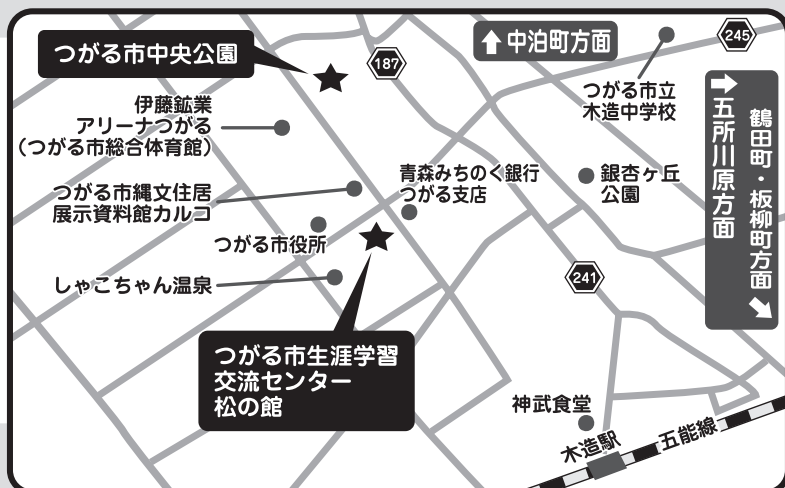 つがる市中央公園
187
中泊町方面
245
つがる市立
木造中学校
伊藤鉱業
アリーナつがる
(つがる市総合体育館)
五所川原方面
鶴田町・板柳町方面
青森みちのく銀行
つがる支店
銀杏ヶ丘
公園
つがる市縄文住居
展示資料館カルコ
つがる市役所
しゃこちゃん温泉
241
つがる市生涯学習
交流センター
松の館
神武食堂
木造駅
五能線